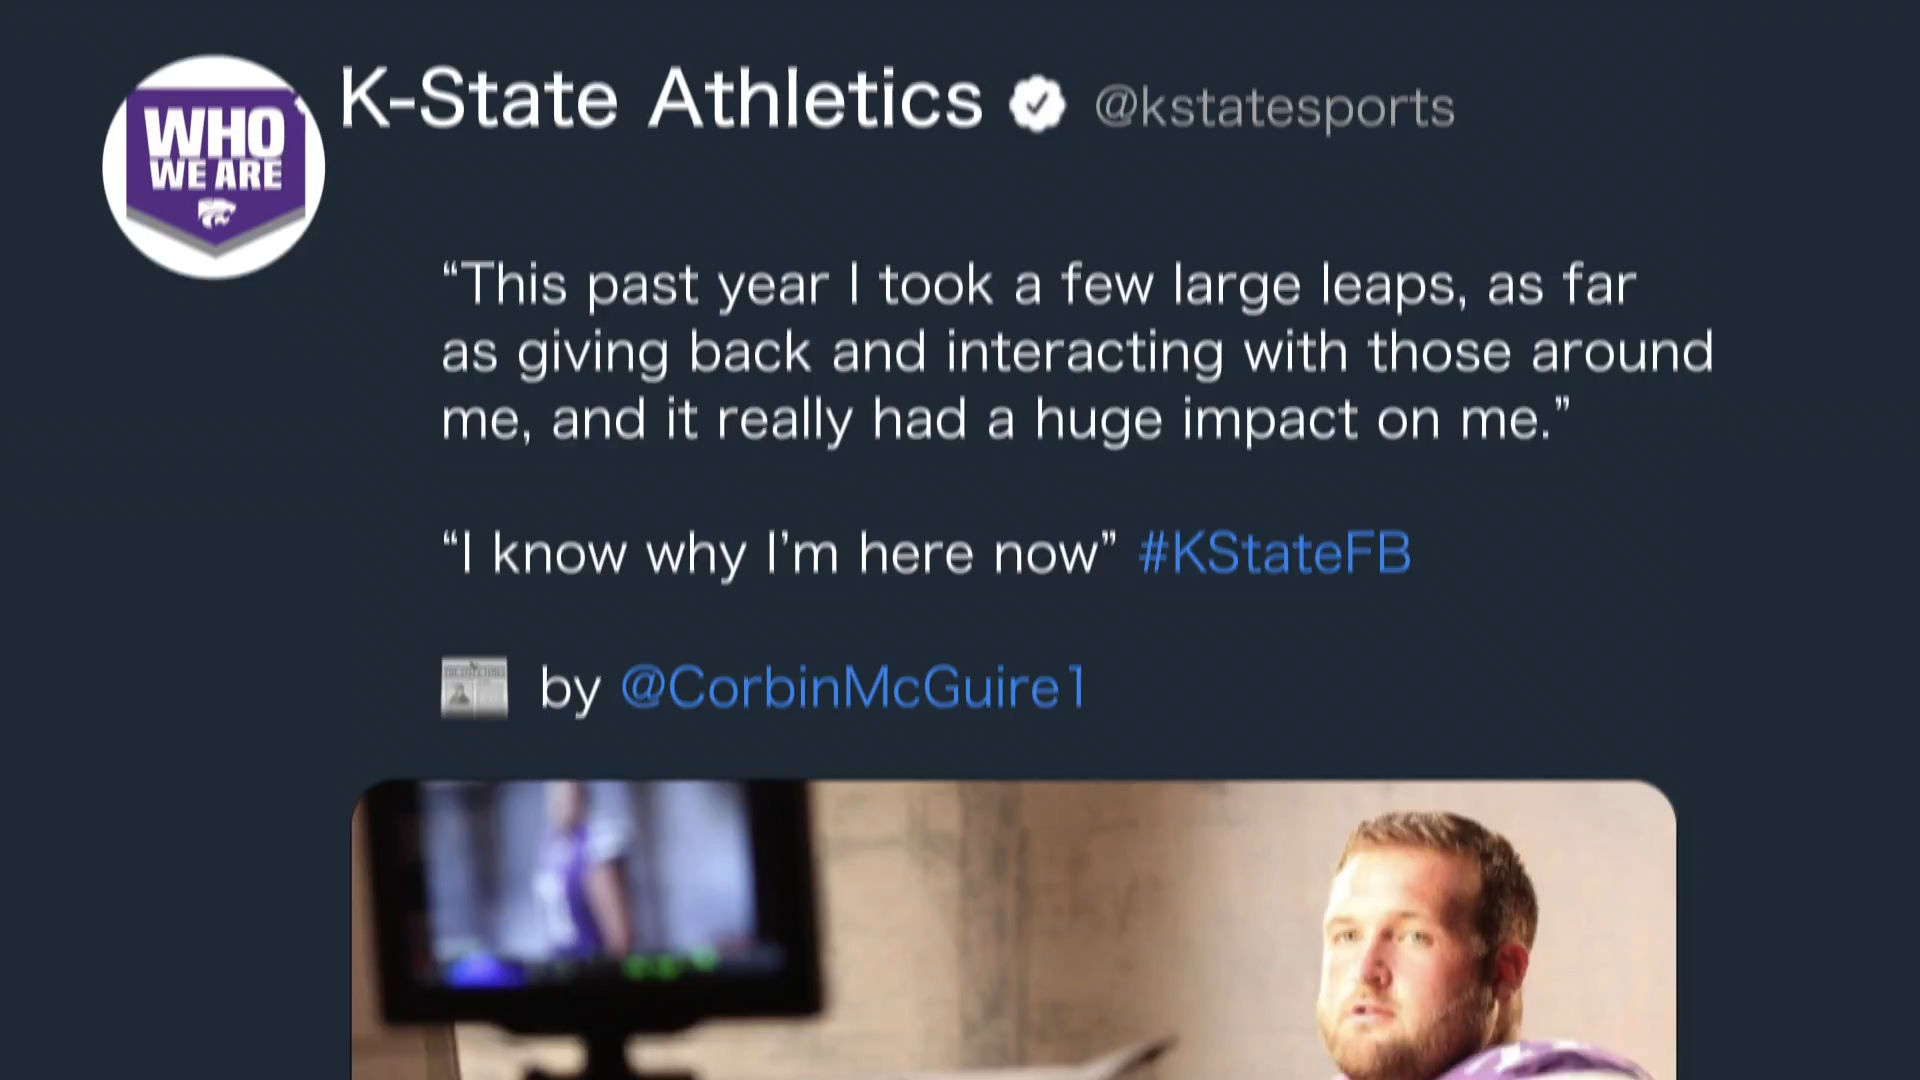 WHO
WE ARE
K-State Athletics @kstatesports
“This past year I took a few large leaps, as far
as giving back and interacting with those around
me, and it really had a huge impact on me.”
“I know why I’m here now” #KStateFB
by @CorbinMcGuire1